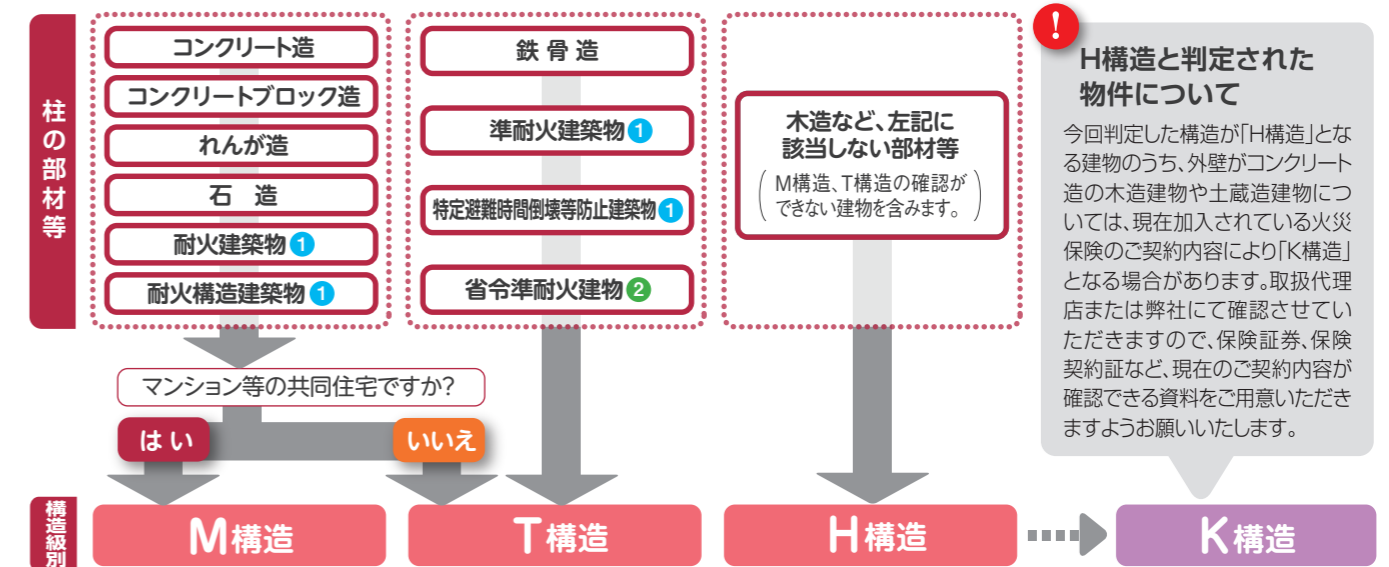 柱の部材等
コンクリート造
コンクリートブロック造
れんが造
石 造
耐火建築物1
耐火構造建築物1
鉄 骨 造
準耐火建築物1
特定避難時間倒壊等防止建築物1
省令準耐火建物2
木造など、左記に
該当しない部材等
(M構造、T構造の確認が
できない建物を含みます。)
マンション等の共同住宅ですか?
はい
いいえ
構造級別
M構造
T構造
H構造
K構造
!
H構造と判定された
物件について
今回判定した構造が「H構造」とな
る建物のうち、外壁がコンクリート
造の木造建物や土蔵造建物につ
いては、現在加入されている火災
保険のご契約内容により「K構造」
となる場合があります。取扱代理
店または弊社にて確認させてい
ただきますので、保険証券、保険
契約証など、現在のご契約内容が
確認できる資料をご用意いただき
ますようお願いいたします。